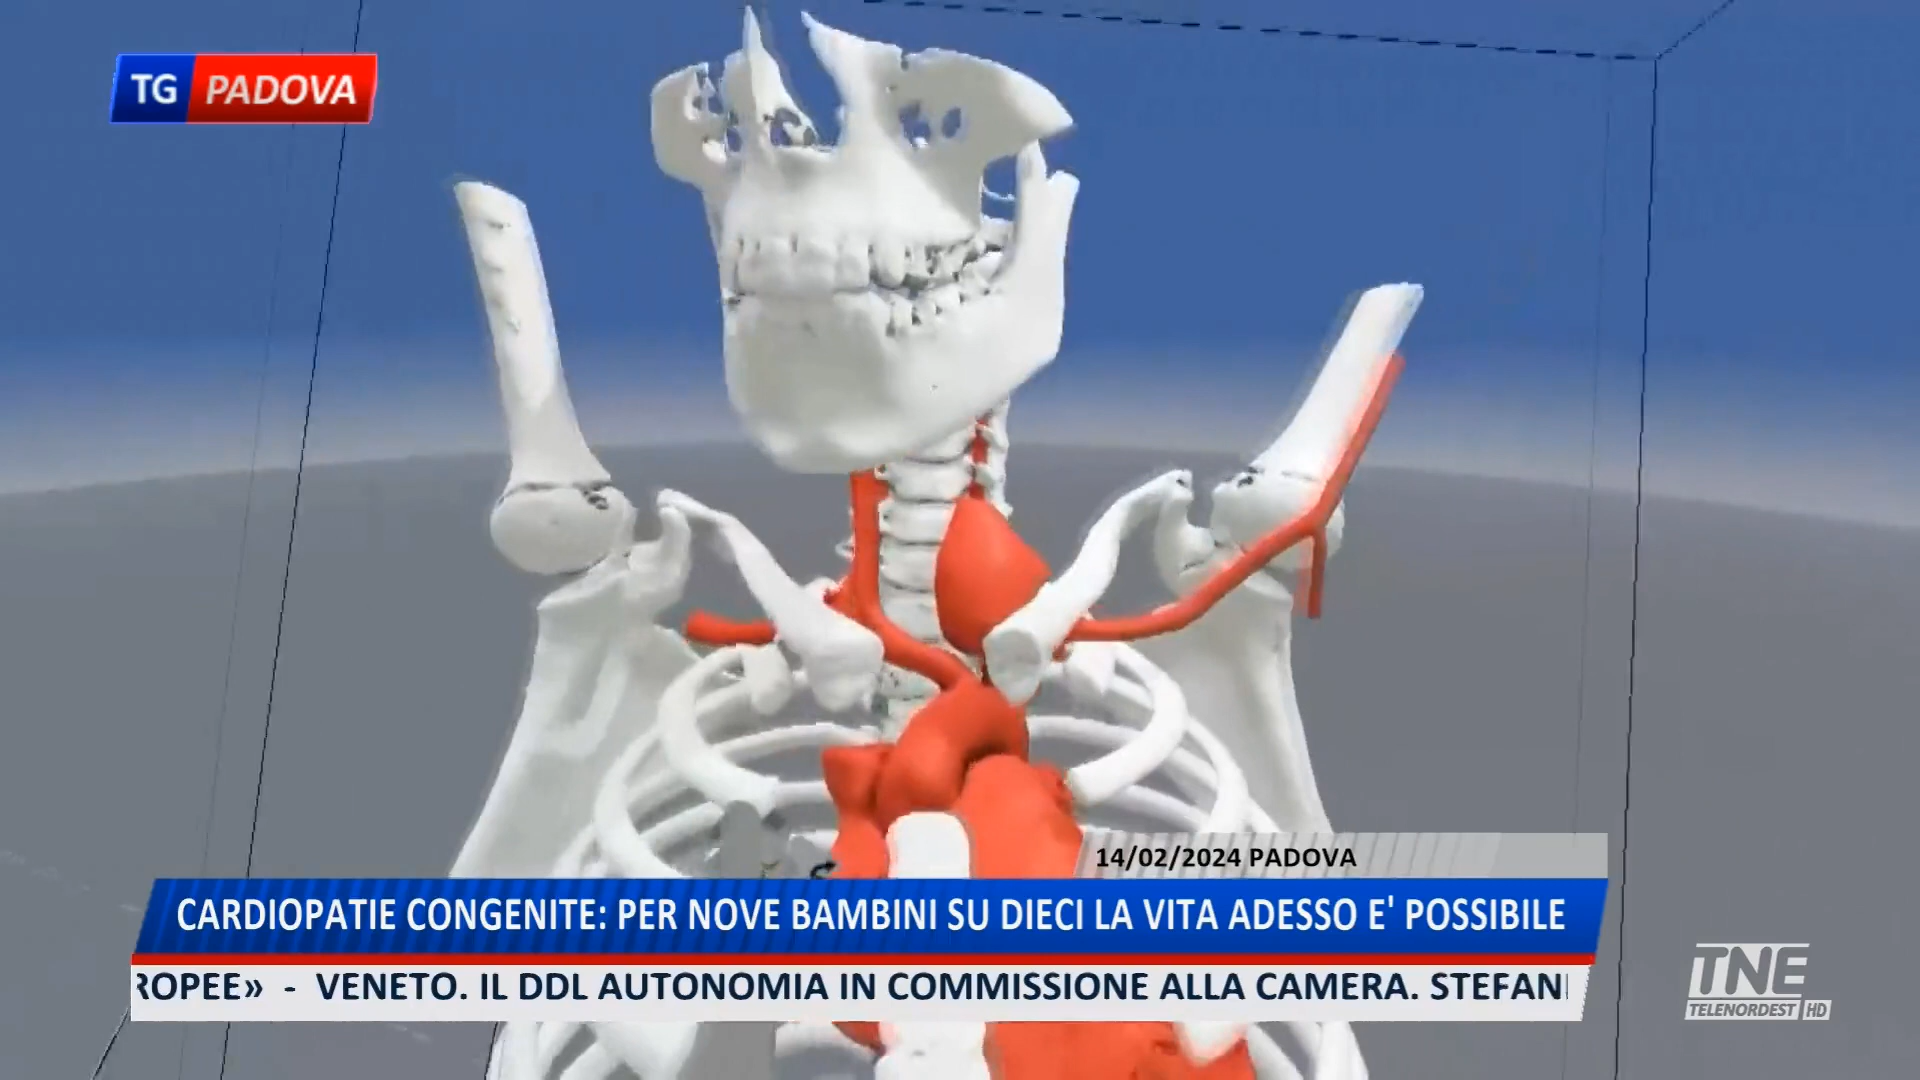 TG PADOVA
14/02/2024 PADOVA
CARDIOPATIE CONGENITE: PER NOVE BAMBINI SU DIECI LA VITA ADESSO E' POSSIBILE
ROPEE» - VENETO. IL DDL AUTONOMIA IN COMMISSIONE ALLA CAMERA. STEFANI
TNE
TELENORDEST HD